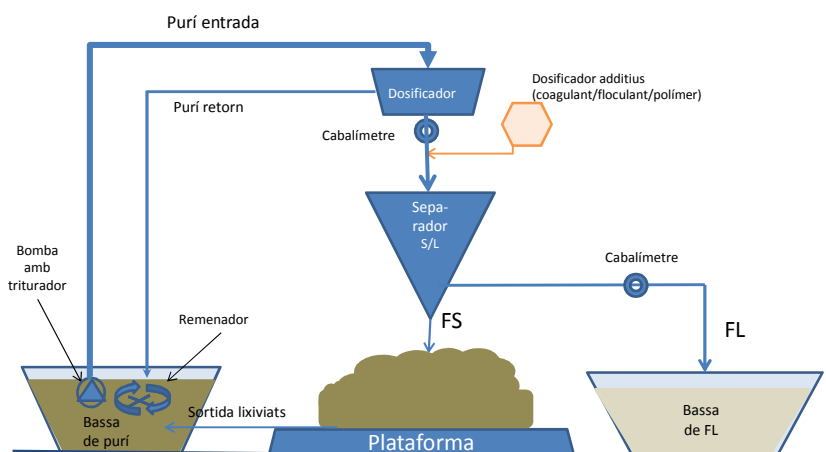 Purí entrada
Dosificador
Dosificador additius
(coagulant/floculant/polímer)
Purí retorn
Cabalímetre
Sepa-
rador
S/L
Bomba
amb
triturador
Cabalímetre
Remenador
FS
FL
Sortida lixiviats
Bassa
de purí
Bassa
de FL
Plataforma